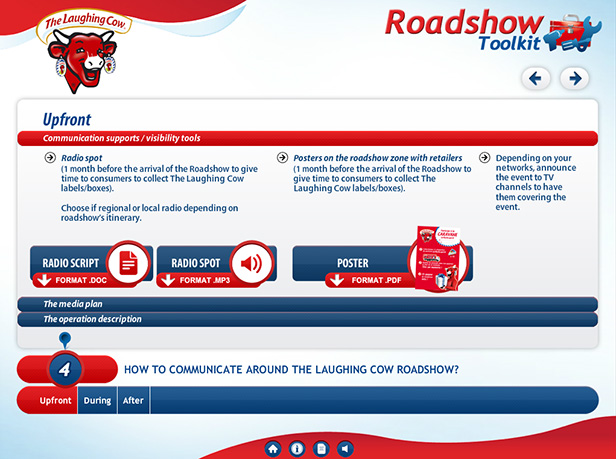 The Laughing Cow.
Roadshow
Toolkit
Upfront
Communication supports / visibility tools
Radio spot
(1 month before the arrival of the Roadshow to give
time to consumers to collect The Laughing Cow
labels/boxes).
Choose if regional or local radio depending on
roadshow's itinerary.
Posters on the roadshow zone with retailers
(1 month before the arrival of the Roadshow to
give time to consumers to collect The
Laughing Cow labels/boxes).
Depending on your
networks, announce
the event to TV
channels to have
them covering the
event.
RADIO SCRIPT
FORMAT .DOC
RADIO SPOT
FORMAT .MP3
POSTER
FORMAT .PDF
CARAVANE
The media plan
The operation description
4
HOW TO COMMUNICATE AROUND THE LAUGHING COW ROADSHOW?
Upfront
During
After